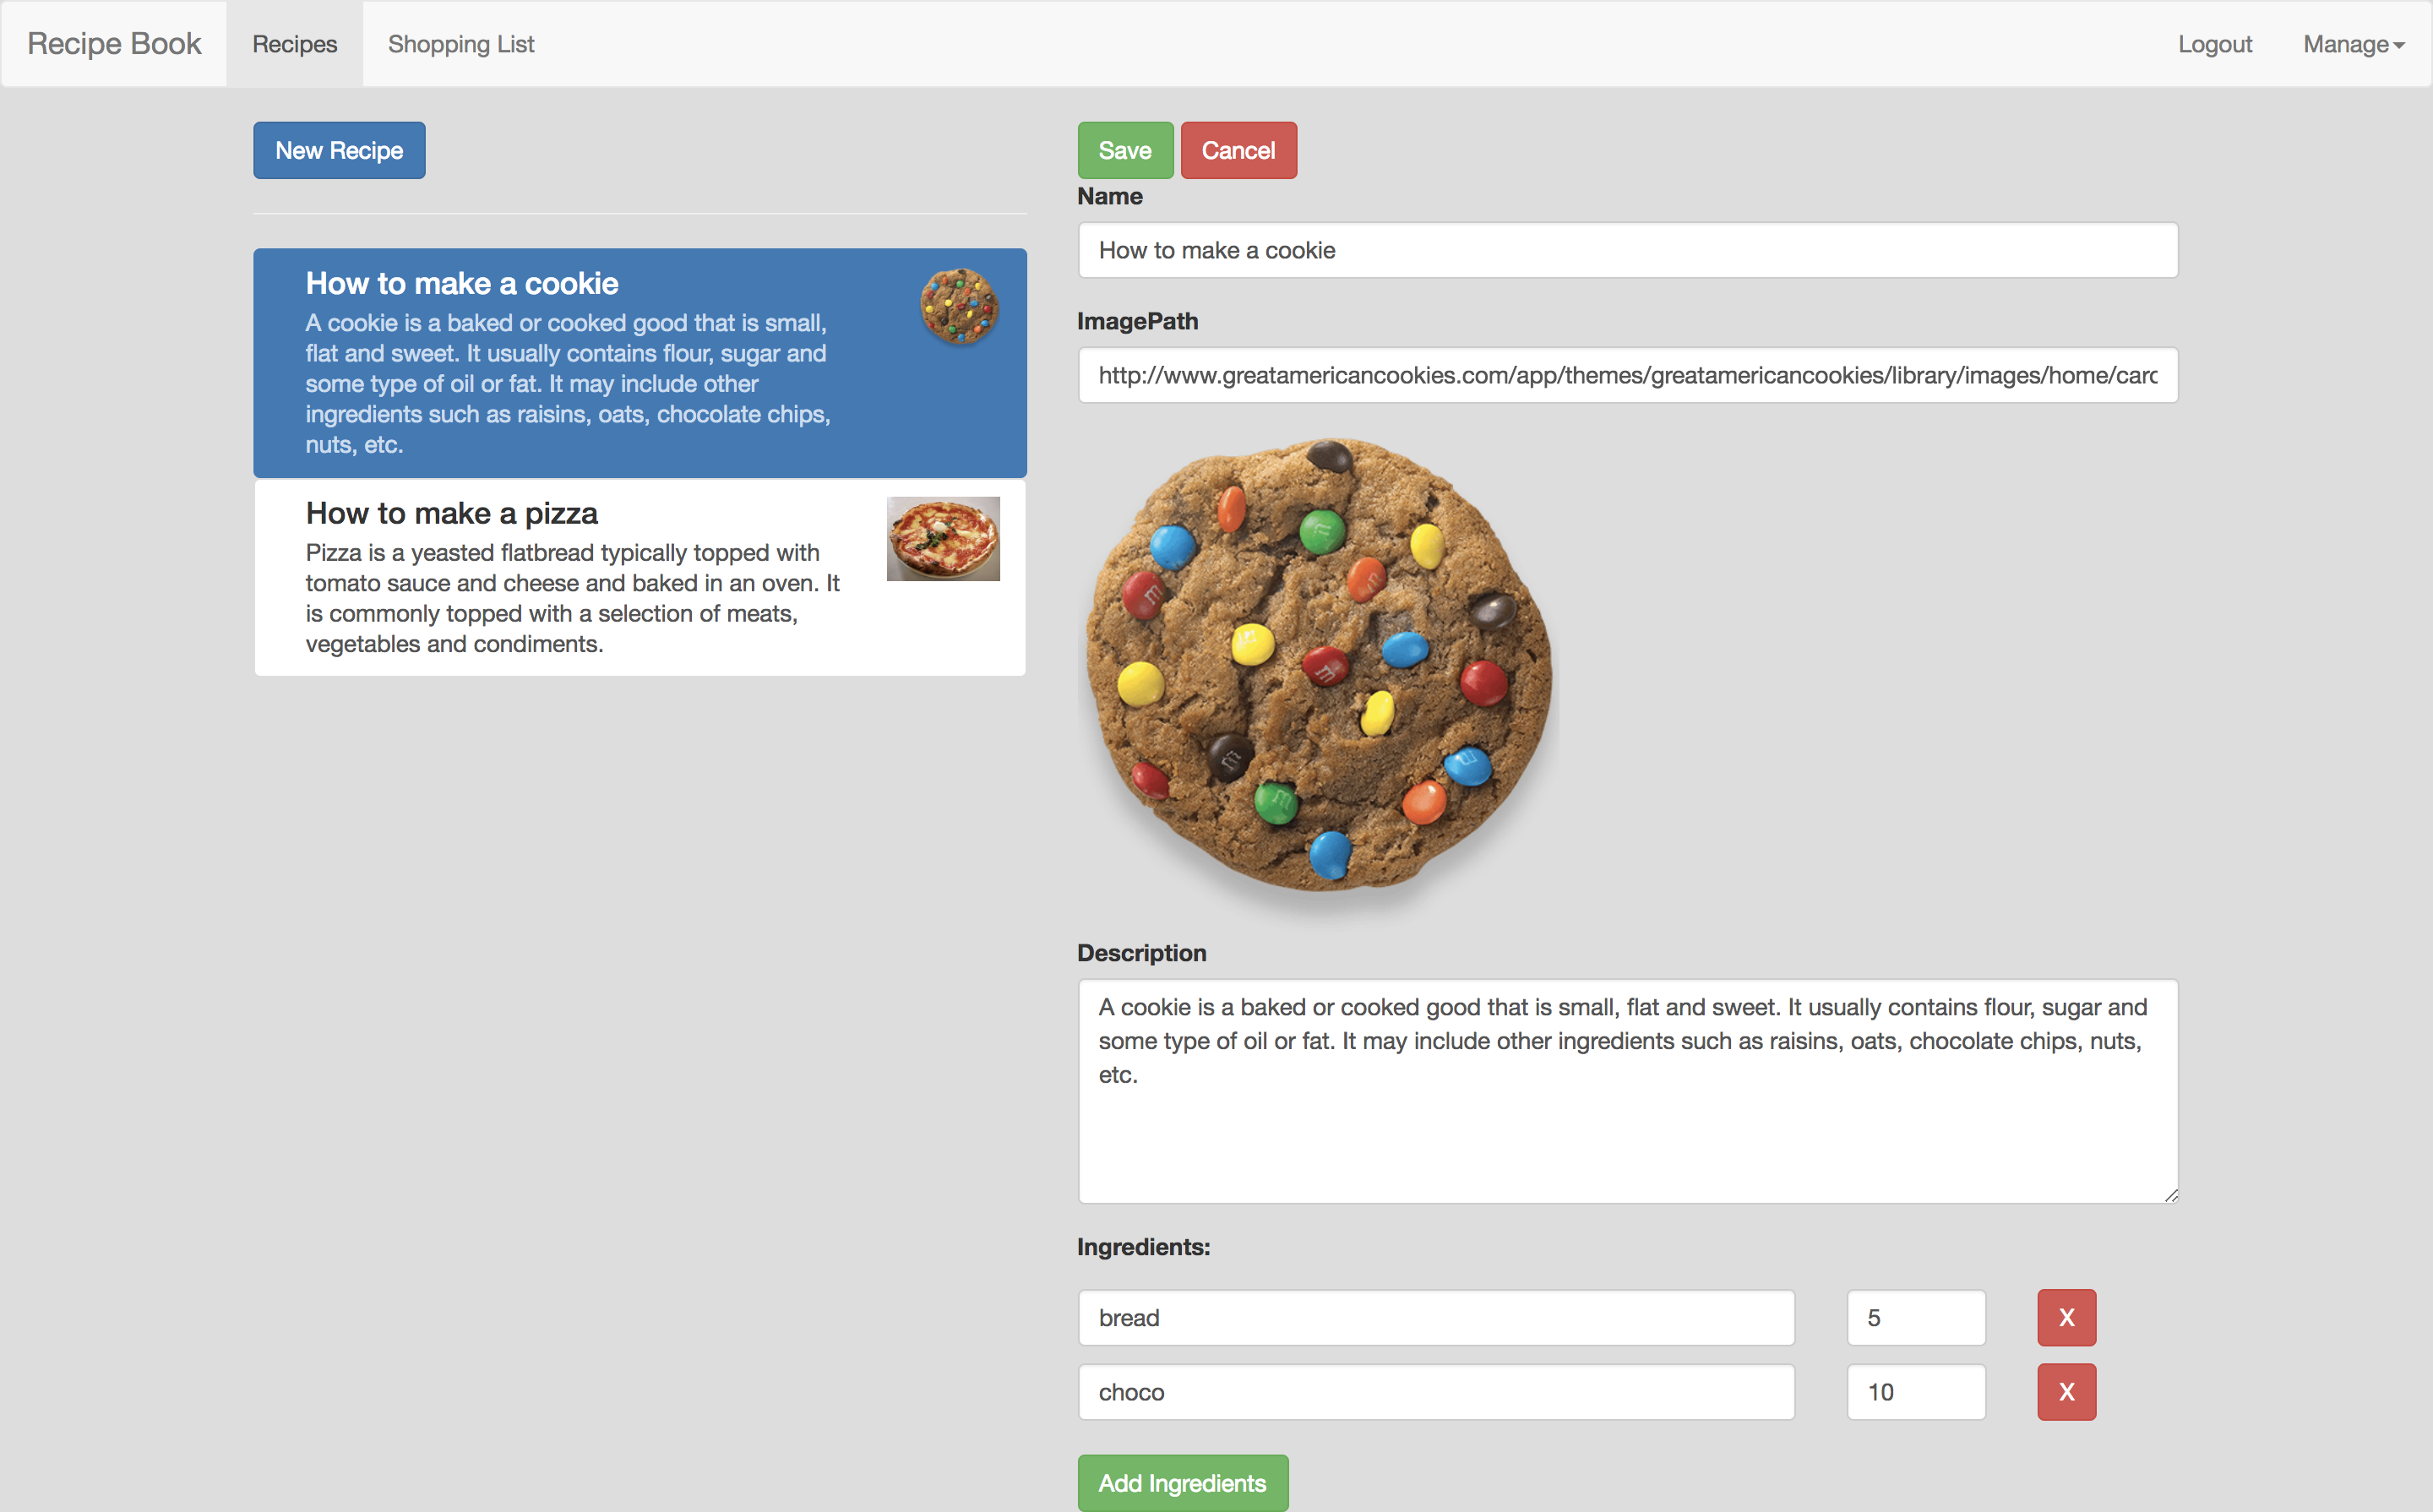 Recipe Book
Recipes
Shopping List
Logout
Manage
New Recipe
How to make a cookie
A cookie is a baked or cooked good that is small,
flat and sweet. It usually contains flour, sugar and
some type of oil or fat. It may include other
ingredients such as raisins, oats, chocolate chips,
nuts, etc.
How to make a pizza
Pizza is a yeasted flatbread typically topped with
tomato sauce and cheese and baked in an oven. It
is commonly topped with a selection of meats,
vegetables and condiments.
Save
Cancel
Name
How to make a cookie
ImagePath
http://www.greatamericancookies.com/app/themes/greatamericancookies/library/images/home/carc
Description
A cookie is a baked or cooked good that is small, flat and sweet. It usually contains flour, sugar and
some type of oil or fat. It may include other ingredients such as raisins, oats, chocolate chips, nuts,
etc.
Ingredients:
bread
5
X
choco
10
X
Add Ingredients